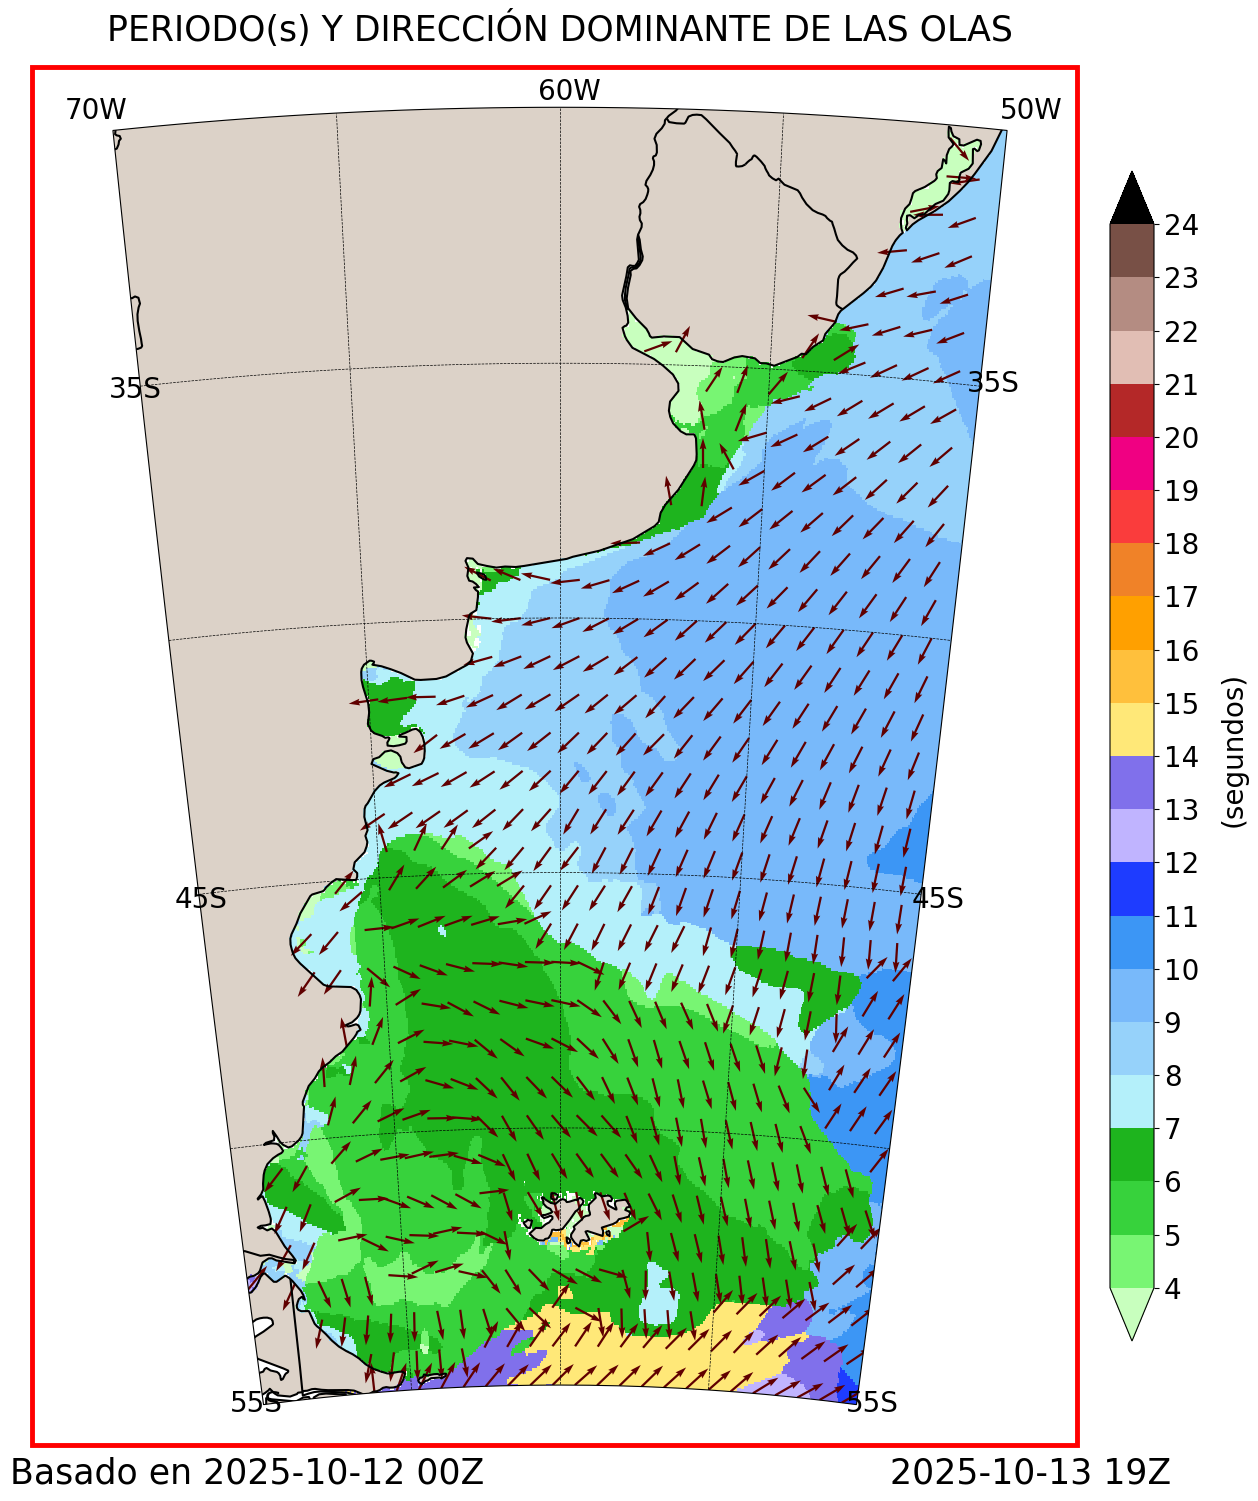 PERIODO(s) Y DIRECCIÓN DOMINANTE DE LAS OLAS
70W
60W
50W
35S
35S
45S
45S
55S
55S
24
23
22
21
20
19
18
17
16
15
14
13
12
11
10
9
8
7
6
5
4
(segundos)
Basado en 2025-10-12 00Z
2025-10-13 19Z